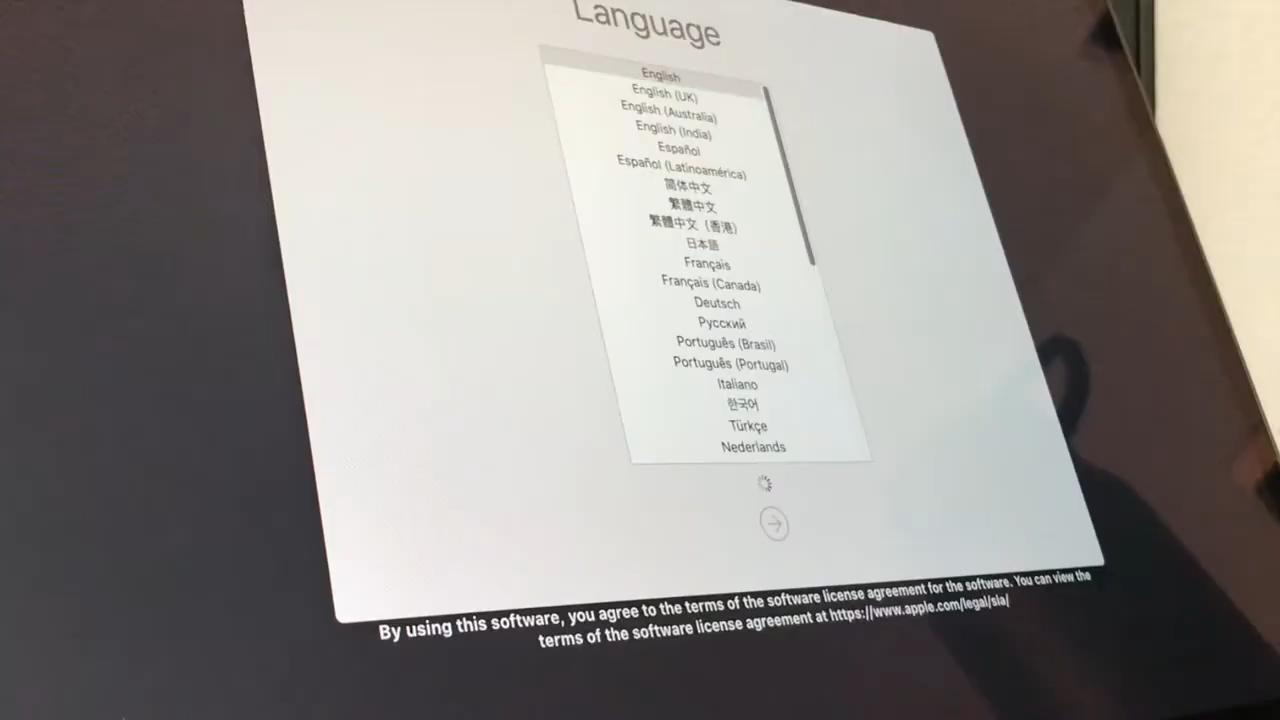 Language
English
English (UK)
English (Australia)
English (India)
Español
Español (Latinoamérica)
简体中文
繁體中文
繁體中文（香港）
日本語
Français
Français (Canada)
Deutsch
Русский
Português (Brasil)
Português (Portugal)
Italiano
한국어
Türkçe
Nederlands
By using this software, you agree to the terms of the software license agreement for the software. You can view the
terms of the software license agreement at https://www.apple.com/legal/sla/